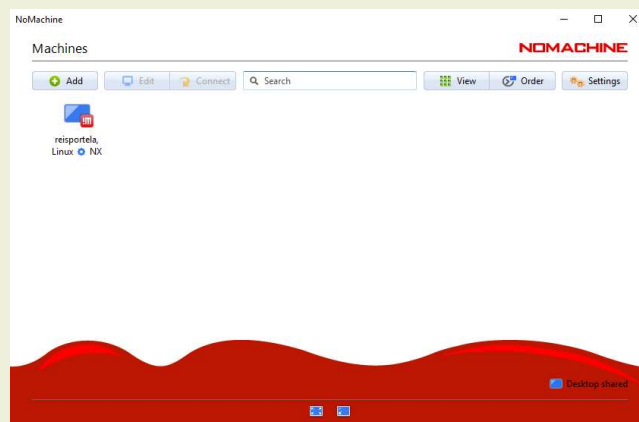 NoMachine
Machines
NOMACHINE
Add
Edit
Connect
Search
View
Order
Settings
reisportela,
Linux NX
Desktop shared